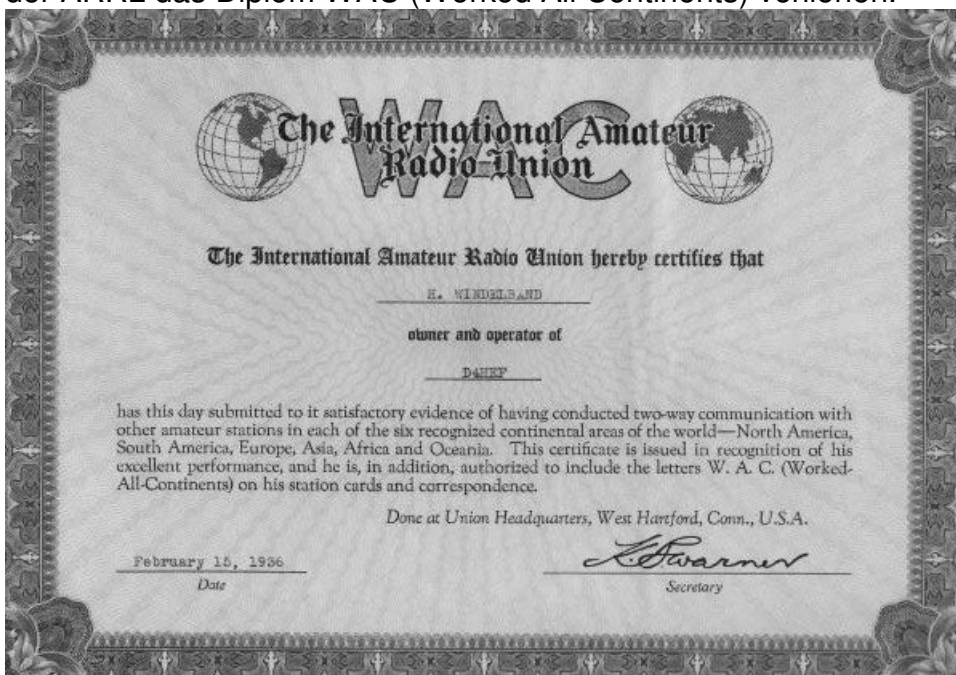 der ARRL das Diplom WAC (Worked All Continents) verliehen.
WAC
The International Amateur
Radio Union
The International Amateur Radio Union hereby certifies that
H. WINDELBAND
owner and operator of
D4HEF
has this day submitted to it satisfactory evidence of having conducted two-way communication with
other amateur stations in each of the six recognized continental areas of the world—North America,
South America, Europe, Asia, Africa and Oceania. This certificate is issued in recognition of his
excellent performance, and he is, in addition, authorized to include the letters W. A. C. (Worked-
All-Continents) on his station cards and correspondence.
Done at Union Headquarters, West Hartford, Conn., U.S.A.
February 15, 1936
K. B. Warner
Date
Secretary